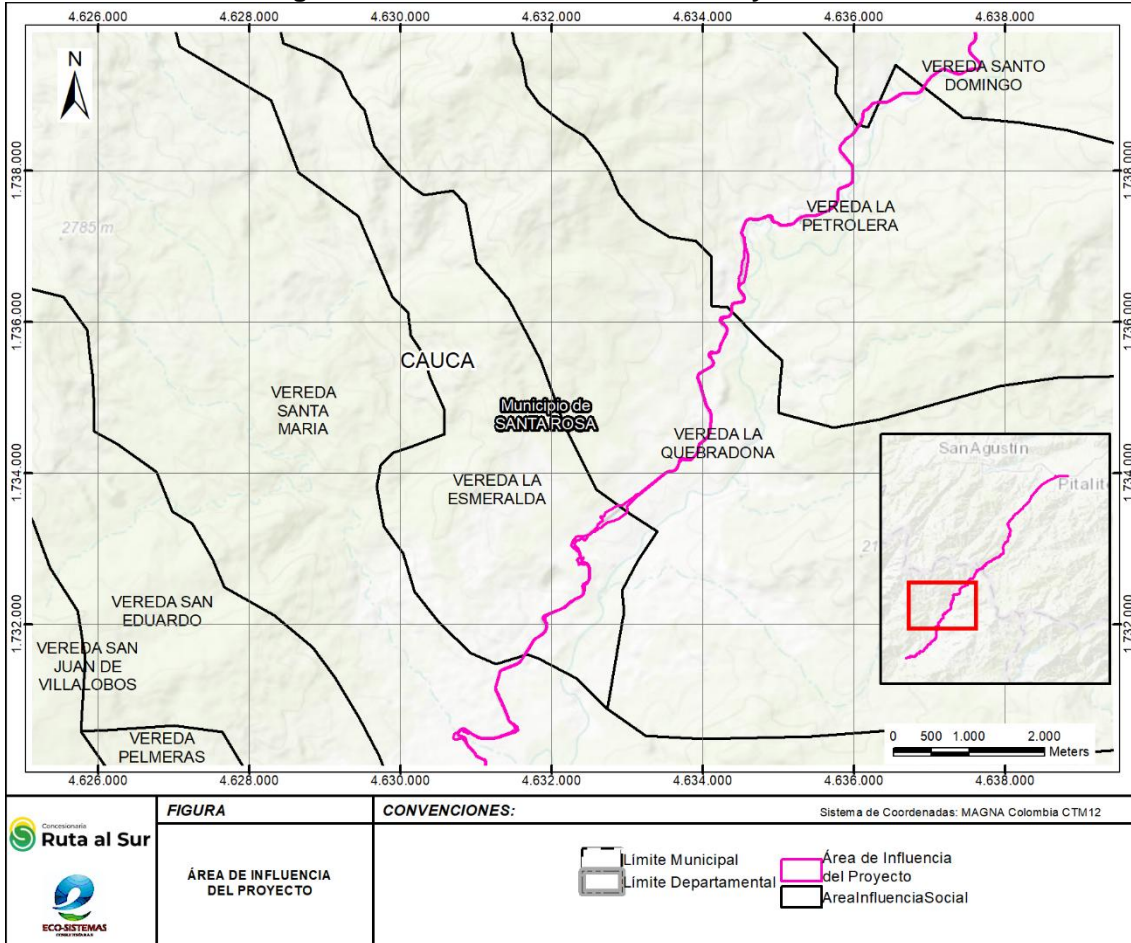 4.626.000 4.628.000 4.630.000 4.632.000 4.634.000 4.636.000 4.638.000
N
VEREDA SANTO
DOMINGO
1.738.000 1.738.000
VEREDA LA
PETROLERA
2785 m
1.736.000 1.736.000
CAUCA
VEREDA
SANTA
MARIA
Municipio de
SANTA ROSA
VEREDA LA
QUEBRADONA
VEREDA LA
ESMERALDA
1.734.000 1.734.000
San Agustín
Pitalito
VEREDA SAN
EDUARDO
1.732.000 1.732.000
VEREDA SAN
JUAN DE
VILLALOBOS
VEREDA
PELMERAS
0 500 1.000 2.000
Meters
4.626.000 4.628.000 4.630.000 4.632.000 4.634.000 4.636.000 4.638.000
Concesionaria
Ruta al Sur
ECO-SISTEMAS
FIGURA
ÁREA DE INFLUENCIA
DEL PROYECTO
CONVENCIONES:
Sistema de Coordenadas: MAGNA Colombia CTM12
Límite Municipal
Límite Departamental
Área de Influencia
del Proyecto
AreaInfluenciaSocial